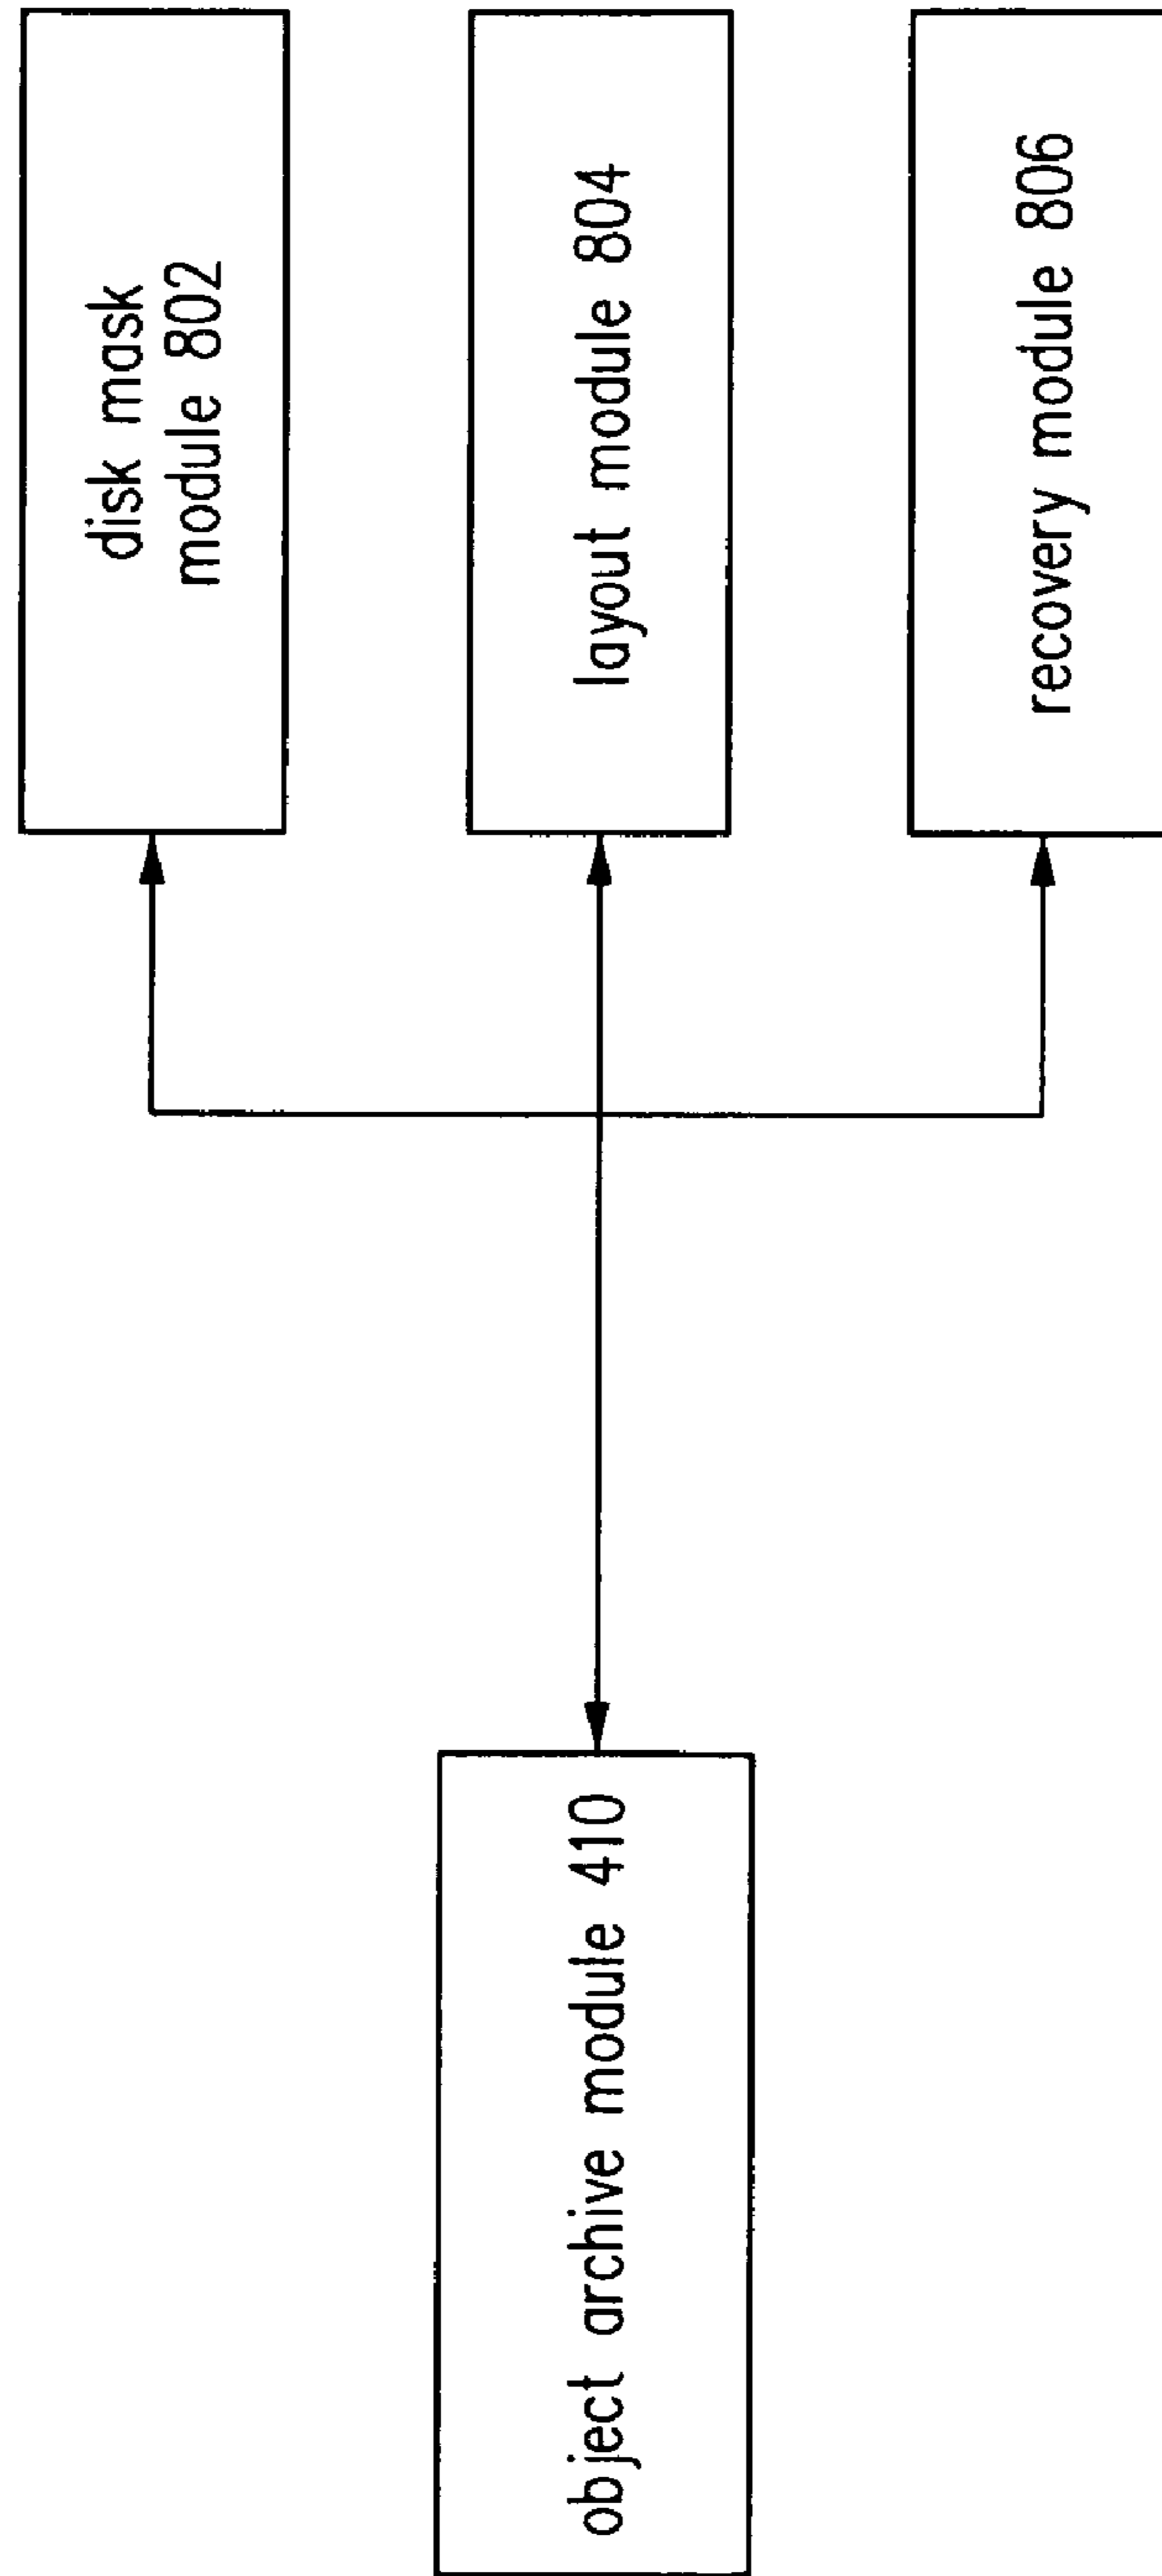 disk mask
module 802
layout module 804
recovery module 806
object archive module 410